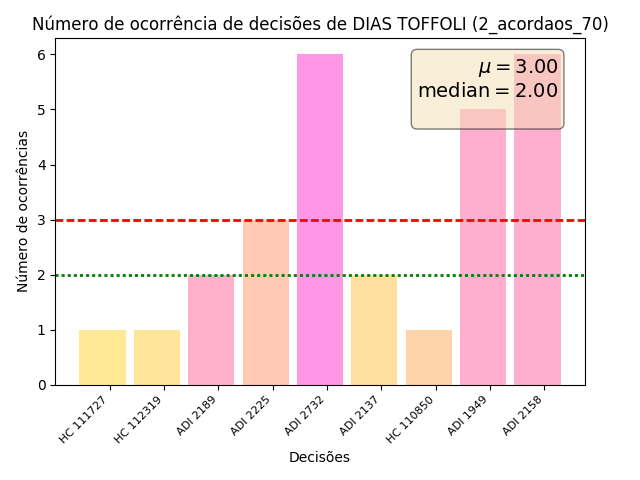 Número de ocorrência de decisões de DIAS TOFFOLI (2_acordaos_70)
μ = 3.00
median = 2.00
Número de ocorrências
6
5
4
3
2
1
0
HC 111727
HC 112319
ADI 2189
ADI 2225
ADI 2732
ADI 2137
HC 110850
ADI 1949
ADI 2158
Decisões